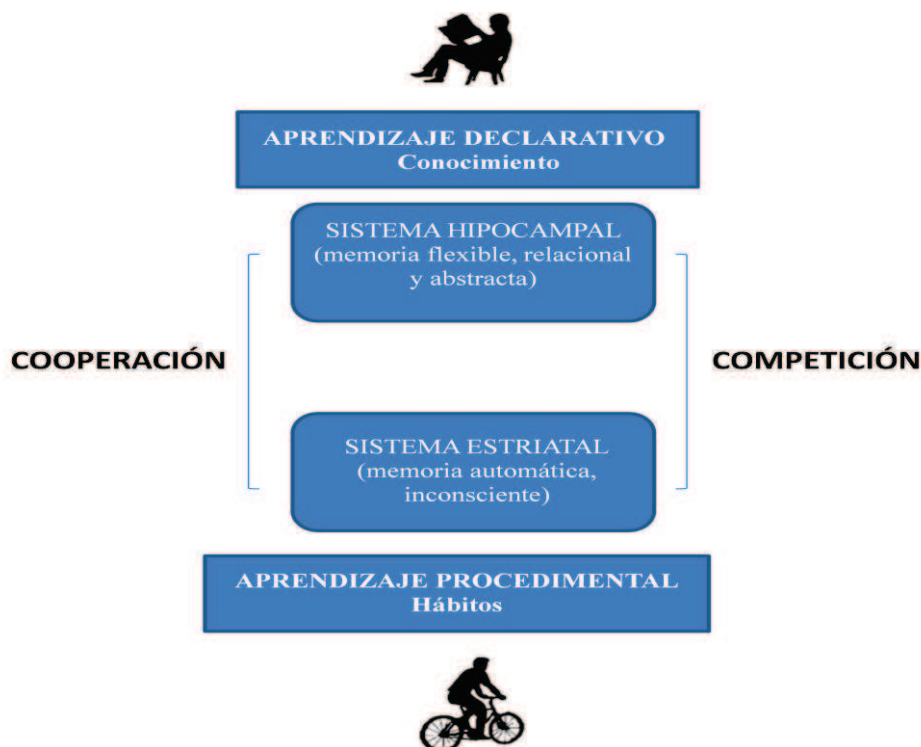 APRENDIZAJE DECLARATIVO
Conocimiento
SISTEMA HIPOCAMPAL
(memoria flexible, relacional
y abstracta)
COOPERACIÓN
COMPETICIÓN
SISTEMA ESTRIATAL
(memoria automática,
inconsciente)
APRENDIZAJE PROCEDIMENTAL
Hábitos